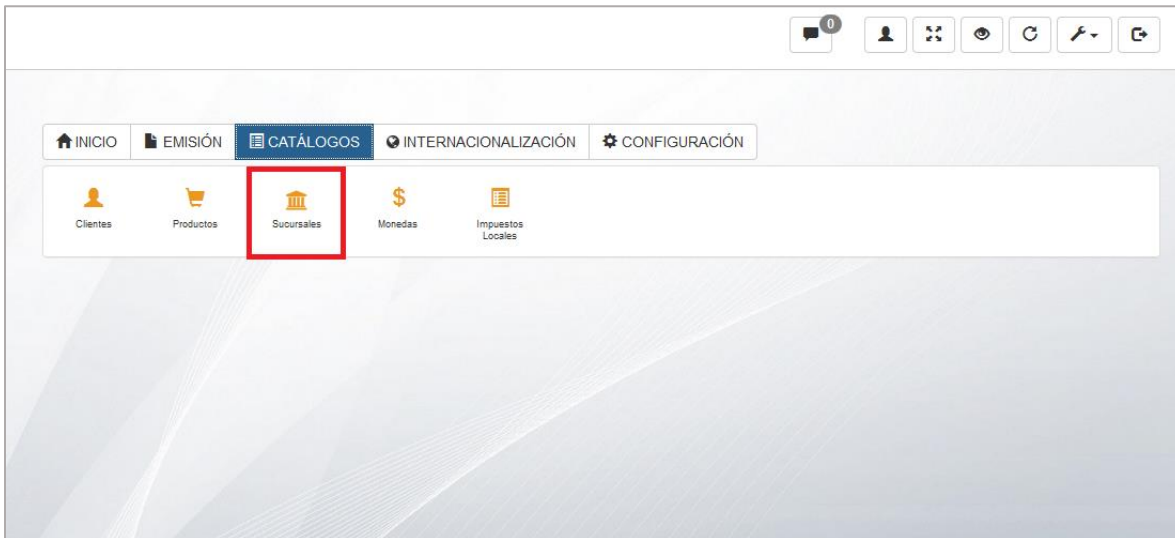 0
INICIO EMISIÓN CATÁLOGOS INTERNACIONALIZACIÓN CONFIGURACIÓN
Clientes Productos Sucursales Monedas Impuestos
Locales